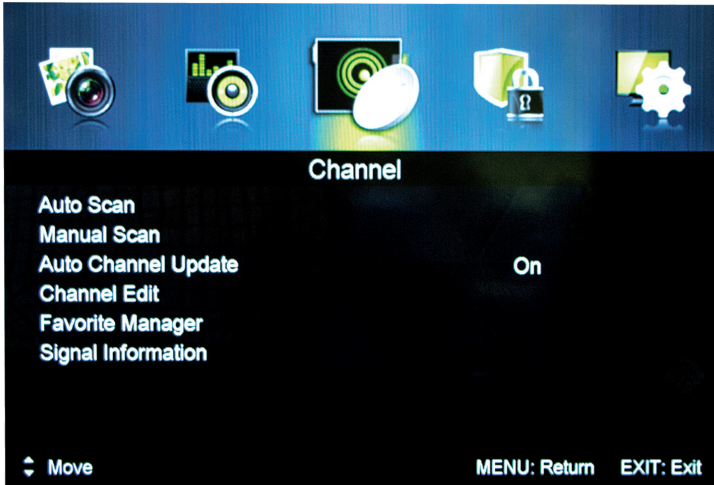 Channel
Auto Scan
Manual Scan
Auto Channel Update On
Channel Edit
Favorite Manager
Signal Information
Move MENU: Return EXIT: Exit